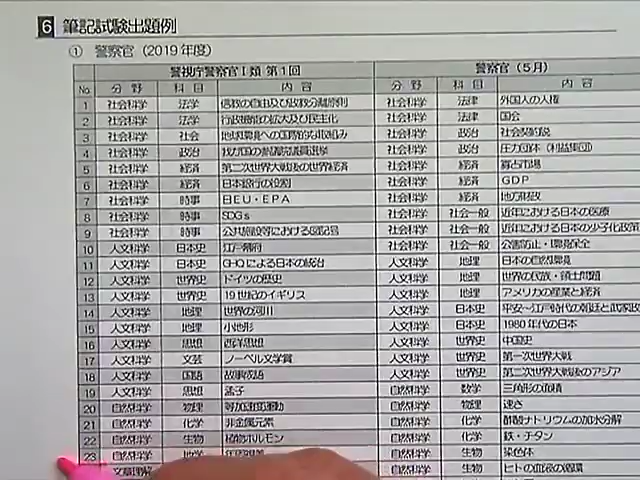 6 筆記試験出題例
① 警察官（2019年度）
警視庁警察官Ⅰ類 第1回 警察官（5月）
No. 分野 科目 内容 分野 科目 内容
1 社会科学 法学 信教の自由及び政教分離原則 社会科学 法律 外国人の人権
2 社会科学 法学 行政機能の拡大及び民主化 社会科学 法律 国会
3 社会科学 社会 地球環境への国際的な取組み 社会科学 政治 社会契約説
4 社会科学 政治 我が国の衆議院議員選挙 社会科学 政治 圧力団体（利益集団）
5 社会科学 経済 第二次世界大戦後の世界経済 社会科学 経済 寡占市場
6 社会科学 経済 日本銀行の役割 社会科学 経済 GDP
7 社会科学 時事 日EU・EPA 社会科学 経済 地方財政
8 社会科学 時事 SDGs 社会科学 社会一般 近年における日本の医療
9 社会科学 時事 公共施設等における図記号 社会科学 社会一般 近年における日本の少子化政策
10 人文科学 日本史 江戸幕府 社会科学 社会一般 公害防止・環境保全
11 人文科学 日本史 GHQによる日本の統治 人文科学 地理 日本の自然環境
12 人文科学 世界史 ドイツの歴史 人文科学 地理 世界の民族・領土問題
13 人文科学 世界史 19世紀のイギリス 人文科学 地理 アメリカの産業と経済
14 人文科学 地理 世界の河川 人文科学 日本史 平安～江戸時代の朝廷と武家政
15 人文科学 地理 小地形 人文科学 日本史 1980年代の日本
16 人文科学 思想 西洋思想 人文科学 世界史 中国史
17 人文科学 文芸 ノーベル文学賞 人文科学 世界史 第一次世界大戦
18 人文科学 国語 故事成語 人文科学 世界史 第二次世界大戦後のアジア
19 人文科学 思想 孟子 自然科学 数学 三角形の面積
20 自然科学 物理 等加速度運動 自然科学 物理 速さ
21 自然科学 化学 非金属元素 自然科学 化学 酢酸ナトリウムの加水分解
22 自然科学 生物 植物ホルモン 自然科学 化学 鉄・チタン
23 自然科学 地学 自然科学 生物 染色体
文章理解 自然科学 生物 ヒトの血液の循環